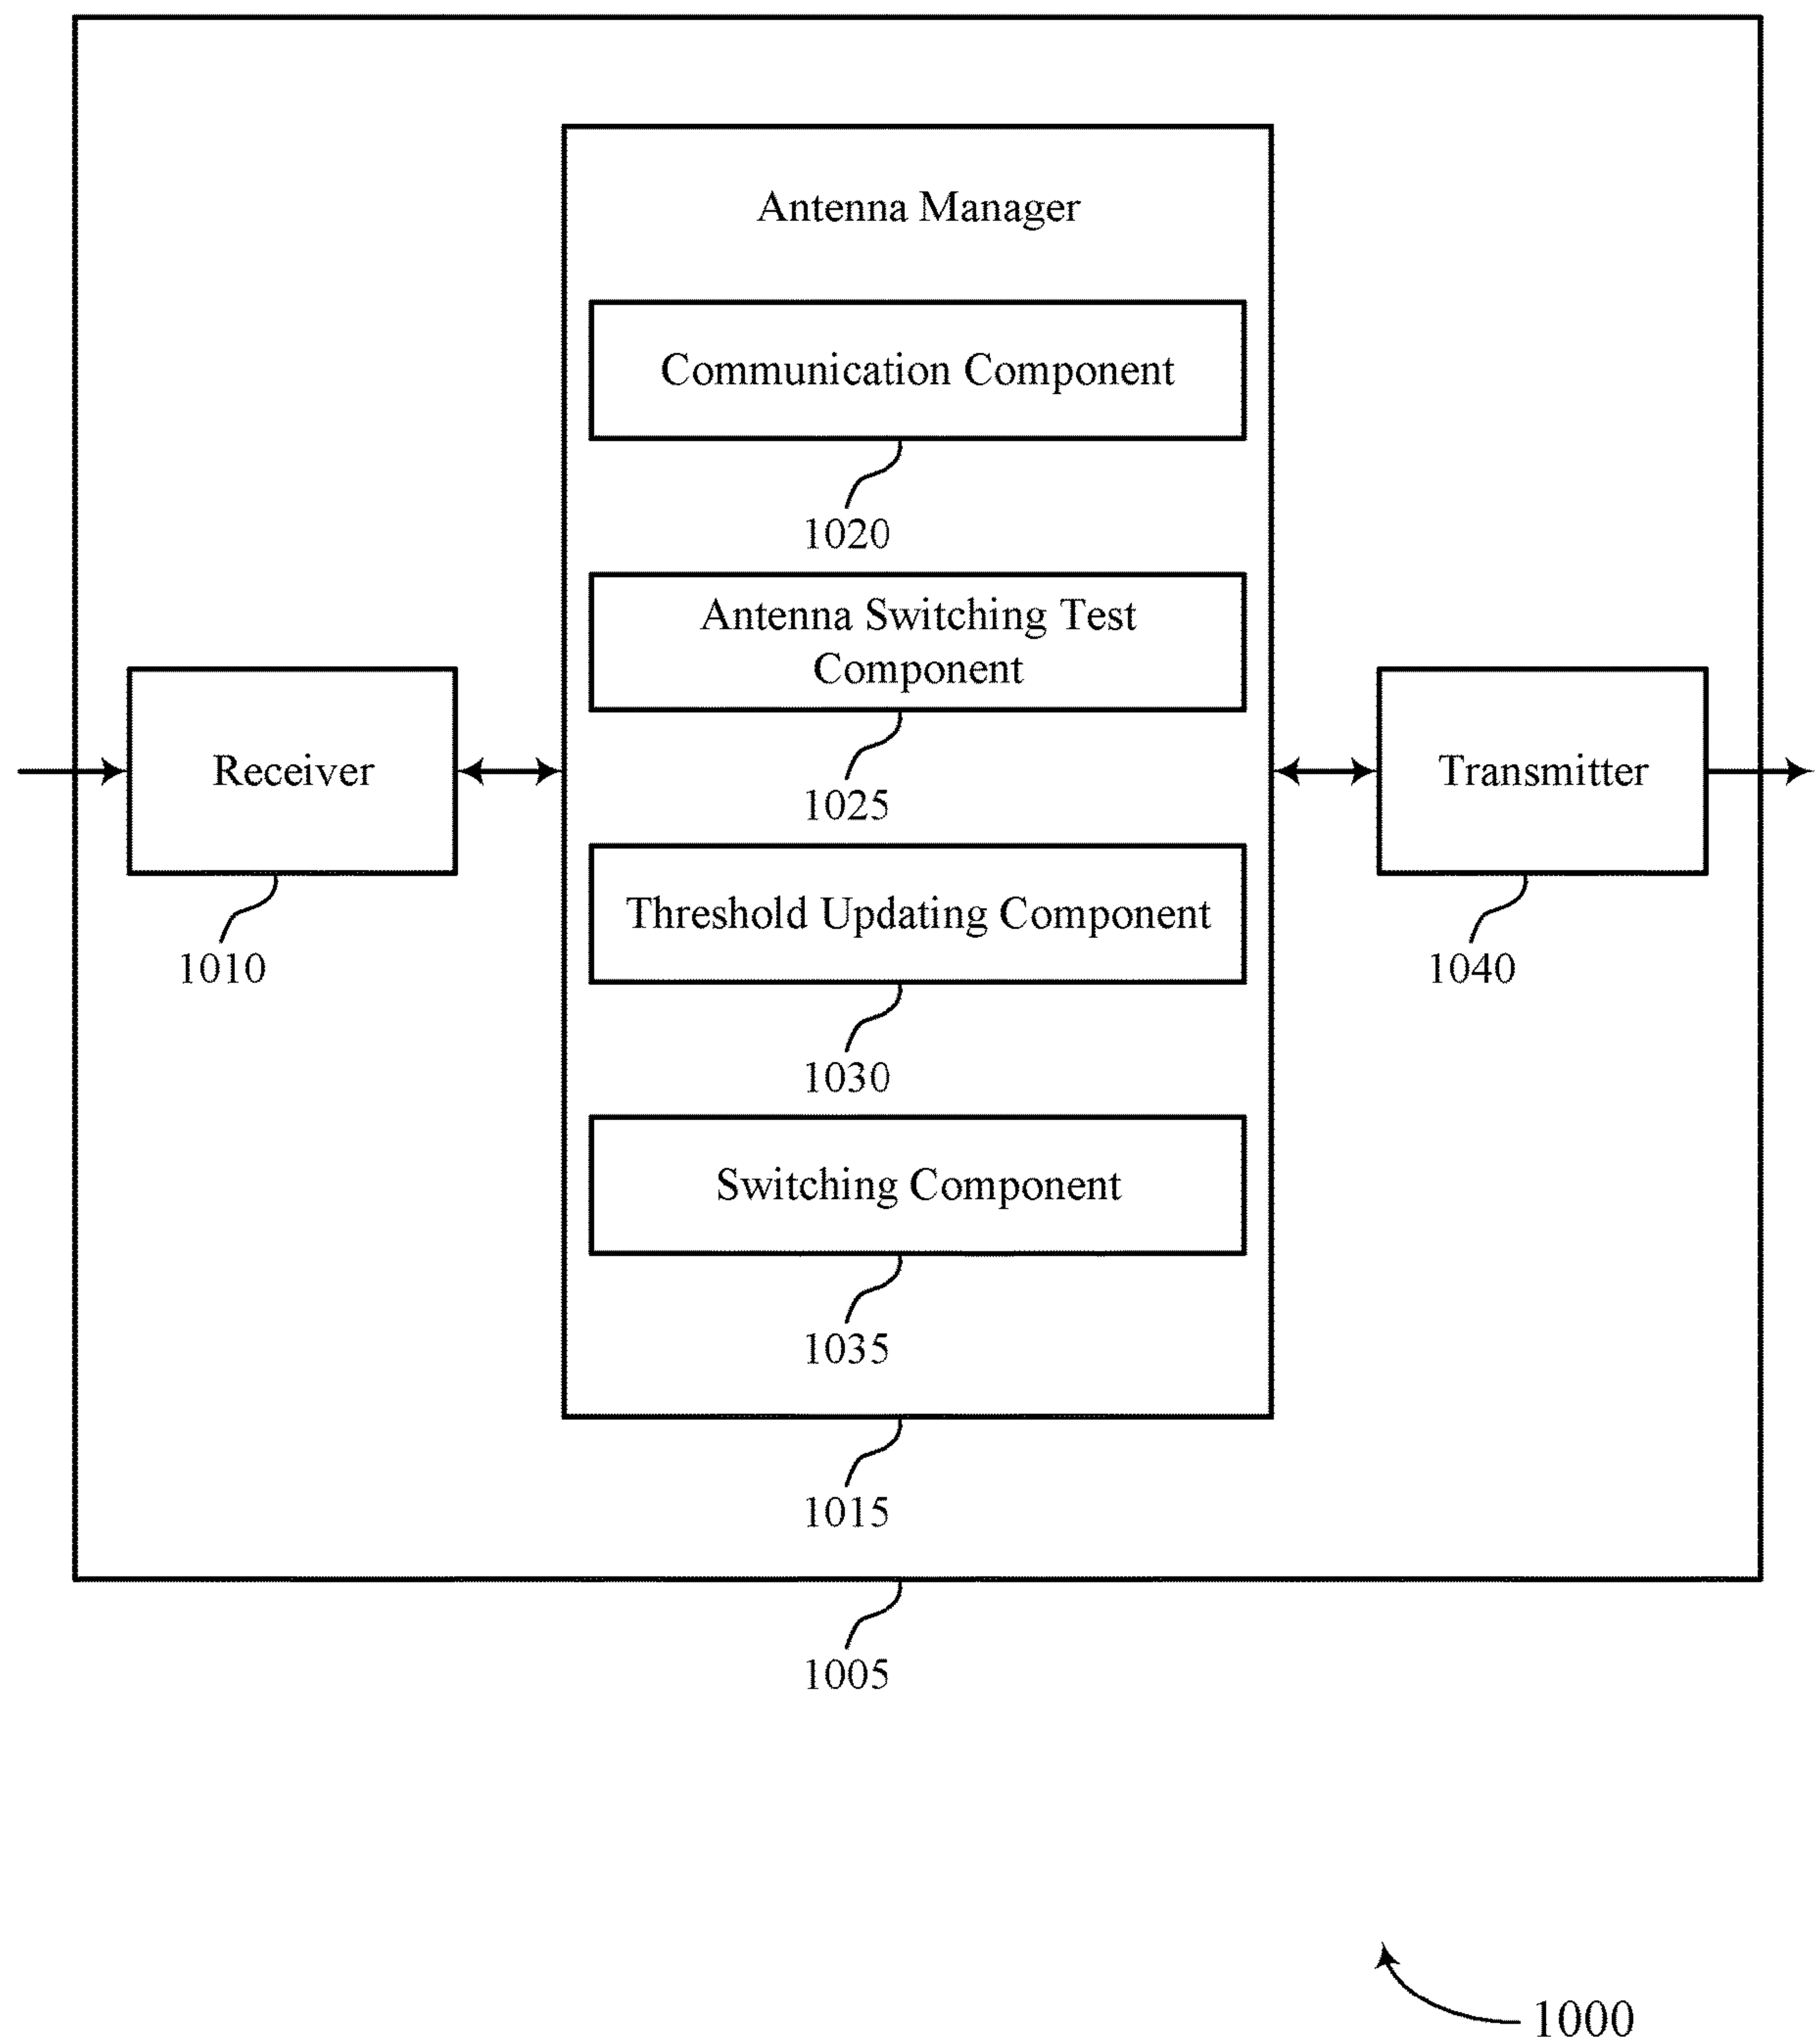 Antenna Manager
Communication Component
1020
Antenna Switching Test
Component
1025
Receiver
1010
Threshold Updating Component
1030
Transmitter
1040
Switching Component
1035
1015
1005
1000